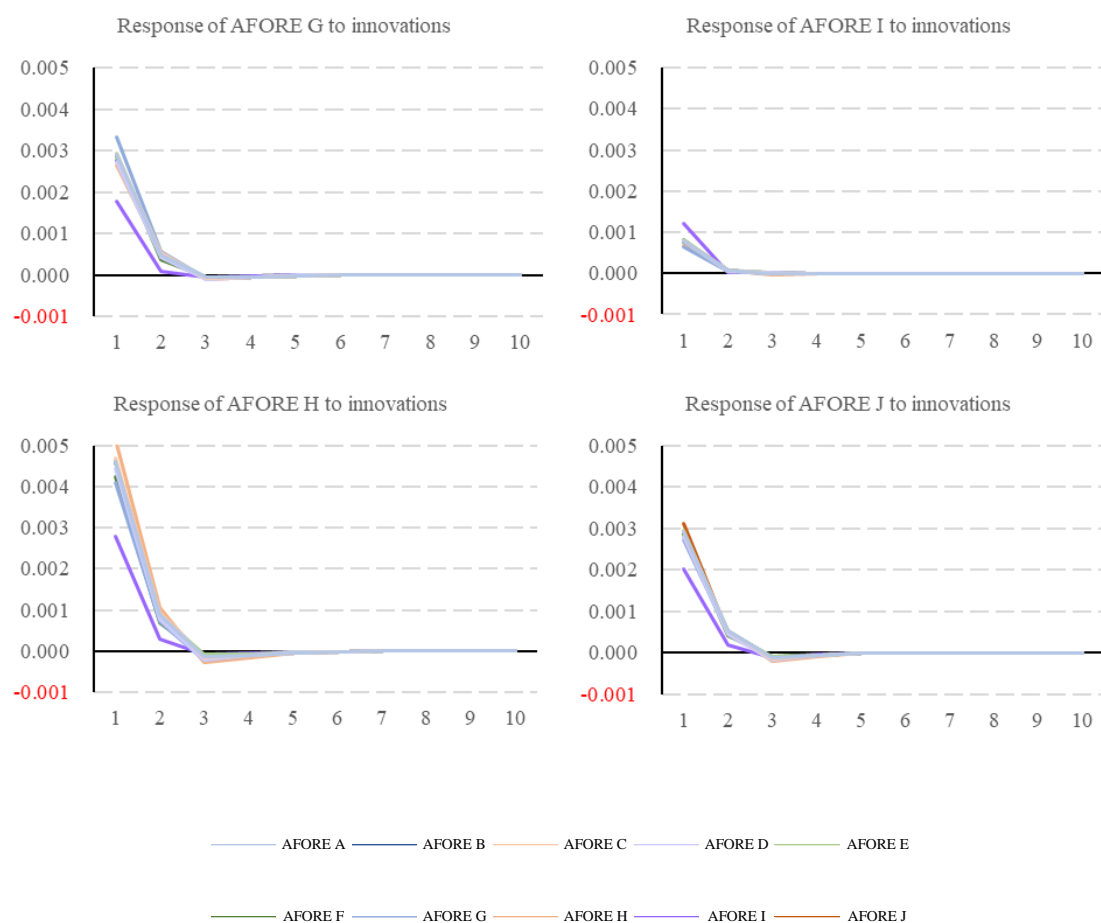 Response of AFORE G to innovations
0.005
0.004
0.003
0.002
0.001
0.000
-0.001
1 2 3 4 5 6 7 8 9 10
Response of AFORE I to innovations
0.005
0.004
0.003
0.002
0.001
0.000
-0.001
1 2 3 4 5 6 7 8 9 10
Response of AFORE H to innovations
0.005
0.004
0.003
0.002
0.001
0.000
-0.001
1 2 3 4 5 6 7 8 9 10
Response of AFORE J to innovations
0.005
0.004
0.003
0.002
0.001
0.000
-0.001
1 2 3 4 5 6 7 8 9 10
AFORE A AFORE B AFORE C AFORE D AFORE E
AFORE F AFORE G AFORE H AFORE I AFORE J